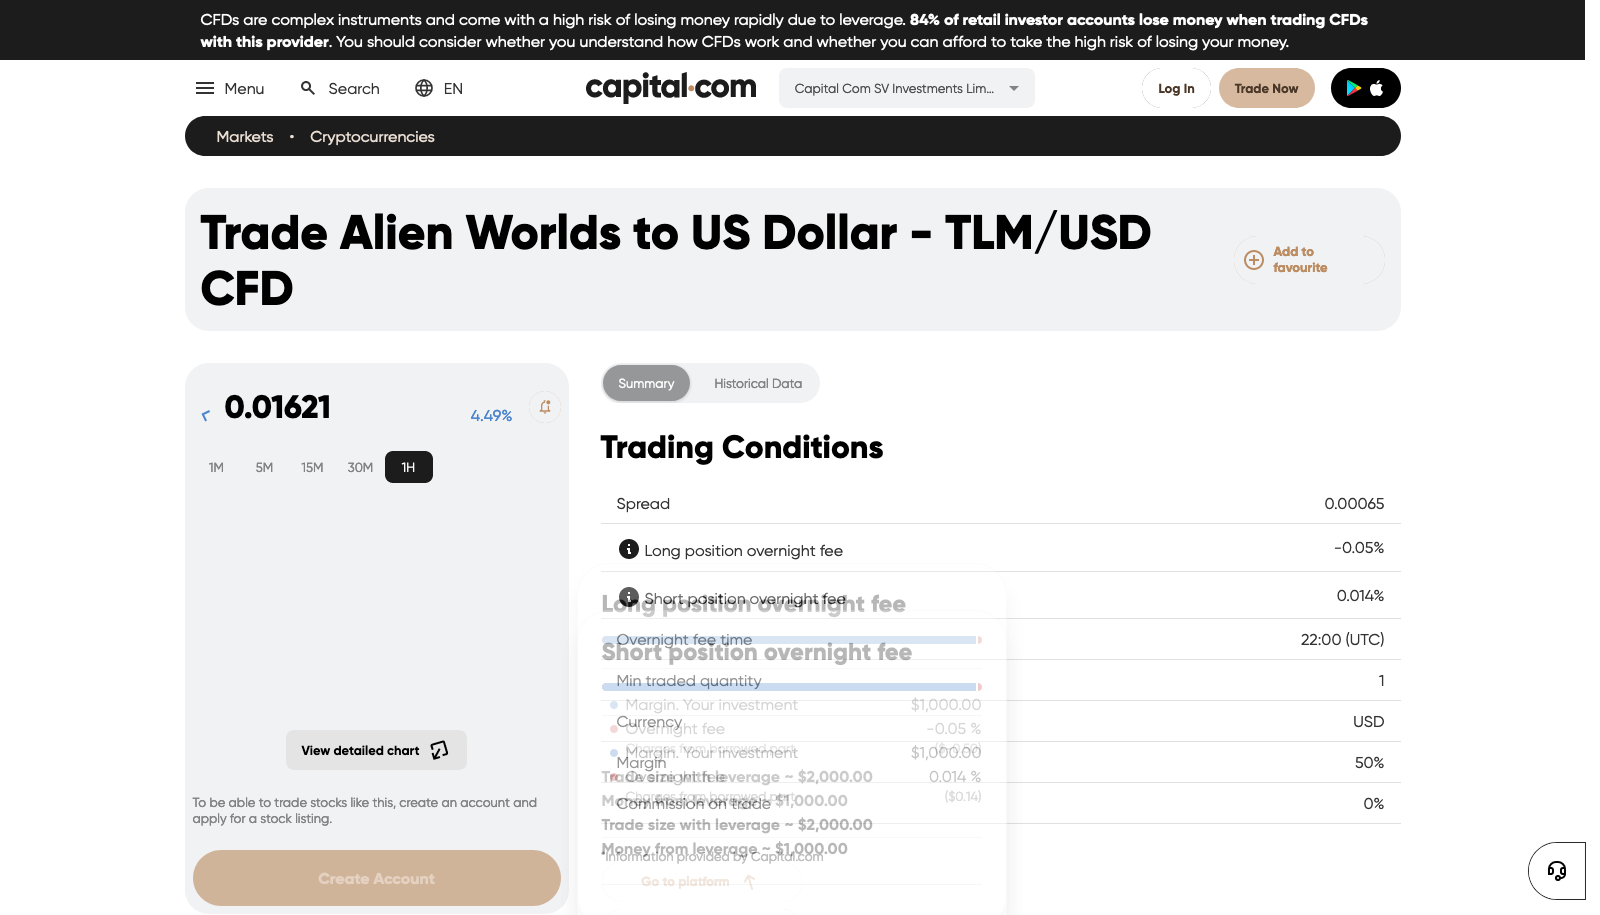 CFDs are complex instruments and come with a high risk of losing money rapidly due to leverage. 84% of retail investor accounts lose money when trading CFDs
with this provider. You should consider whether you understand how CFDs work and whether you can afford to take the high risk of losing your money.
Menu
Search
EN
capital.com
Capital Com SV Investments Lim...
Log In
Trade Now
Markets • Cryptocurrencies
Trade Alien Worlds to US Dollar - TLM/USD
CFD
Add to
favourite
0.01621
4.49%
1M
5M
15M
30M
1H
View detailed chart
To be able to trade stocks like this, create an account and
apply for a stock listing.
Create Account
Summary
Historical Data
Trading Conditions
Spread 0.00065
Long position overnight fee -0.05%
Short position overnight fee 0.014%
Overnight fee time 22:00 (UTC)
Min traded quantity 1
Currency USD
Margin 50%
Commission on trade 0%
Long position overnight fee
Margin. Your investment $1,000.00
Overnight fee -0.05 %
Charges from borrowed part ($-0.50)
Trade size with leverage ~ $2,000.00
Money from leverage ~ $1,000.00
Short position overnight fee
Margin. Your investment $1,000.00
Overnight fee 0.014 %
Charges from borrowed part ($0.14)
Trade size with leverage ~ $2,000.00
Money from leverage ~ $1,000.00
*Information provided by Capital.com
Go to platform